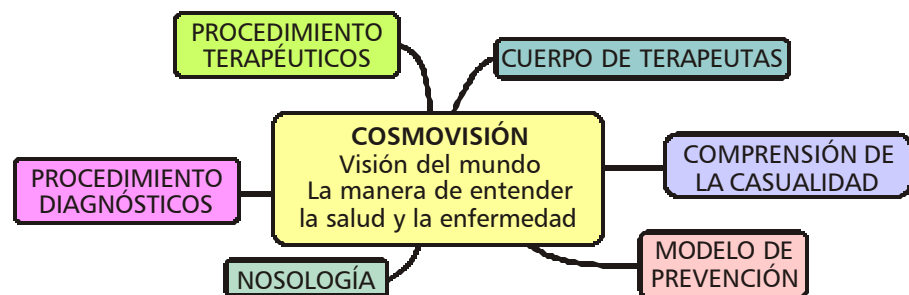 PROCEDIMIENTO
TERAPÉUTICOS
CUERPO DE TERAPEUTAS
COSMOVISIÓN
Visión del mundo
La manera de entender
la salud y la enfermedad
COMPRENSIÓN DE
LA CASUALIDAD
PROCEDIMIENTO
DIAGNÓSTICOS
MODELO DE
PREVENCIÓN
NOSOLOGÍA